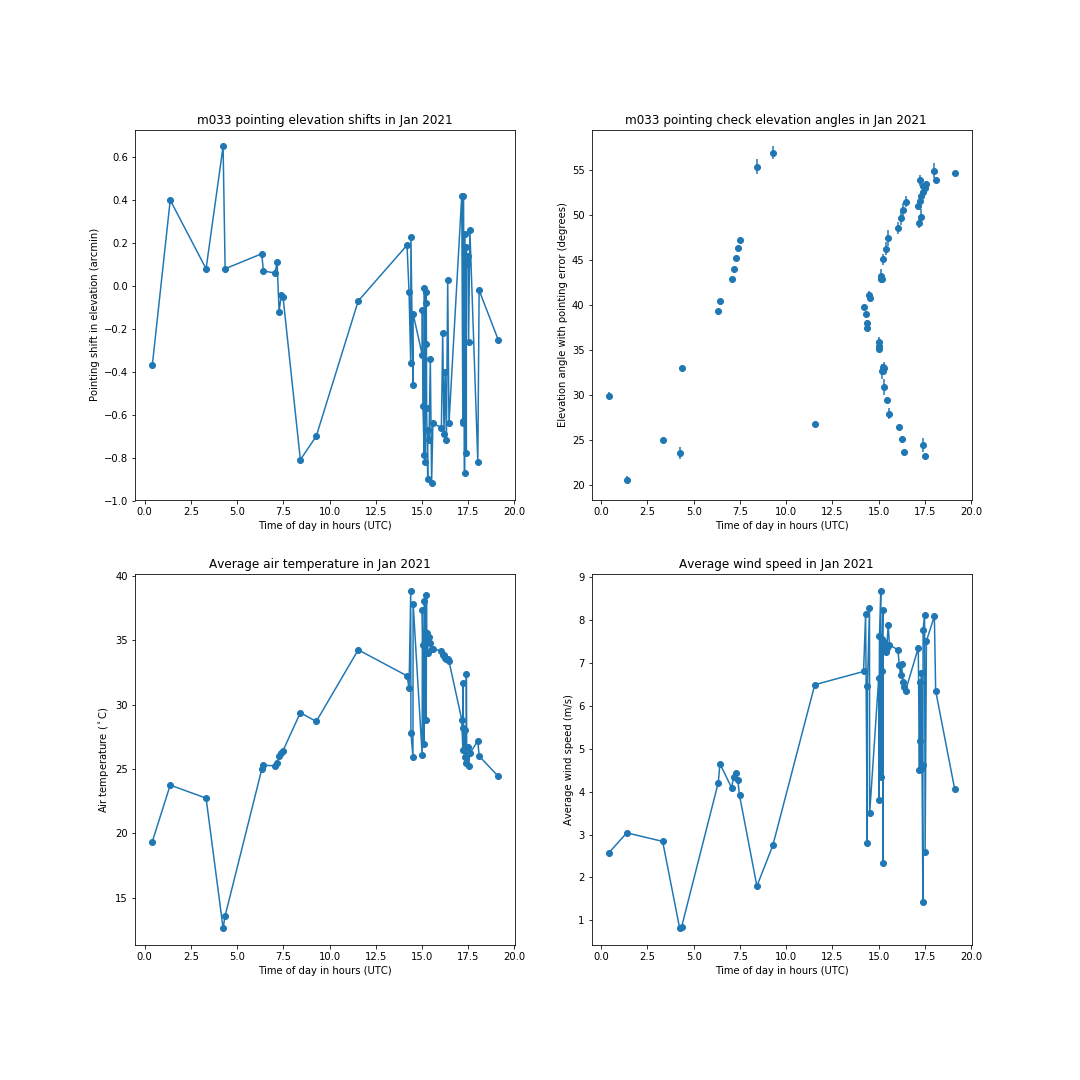 m033 pointing elevation shifts in Jan 2021
Pointing shift in elevation (arcmin)
0.6
0.4
0.2
0.0
−0.2
−0.4
−0.6
−0.8
−1.0
0.0 2.5 5.0 7.5 10.0 12.5 15.0 17.5 20.0
Time of day in hours (UTC)
m033 pointing check elevation angles in Jan 2021
Elevation angle with pointing error (degrees)
55
50
45
40
35
30
25
20
0.0 2.5 5.0 7.5 10.0 12.5 15.0 17.5 20.0
Time of day in hours (UTC)
Average air temperature in Jan 2021
Air temperature (°C)
40
35
30
25
20
15
0.0 2.5 5.0 7.5 10.0 12.5 15.0 17.5 20.0
Time of day in hours (UTC)
Average wind speed in Jan 2021
Average wind speed (m/s)
9
8
7
6
5
4
3
2
1
0.0 2.5 5.0 7.5 10.0 12.5 15.0 17.5 20.0
Time of day in hours (UTC)